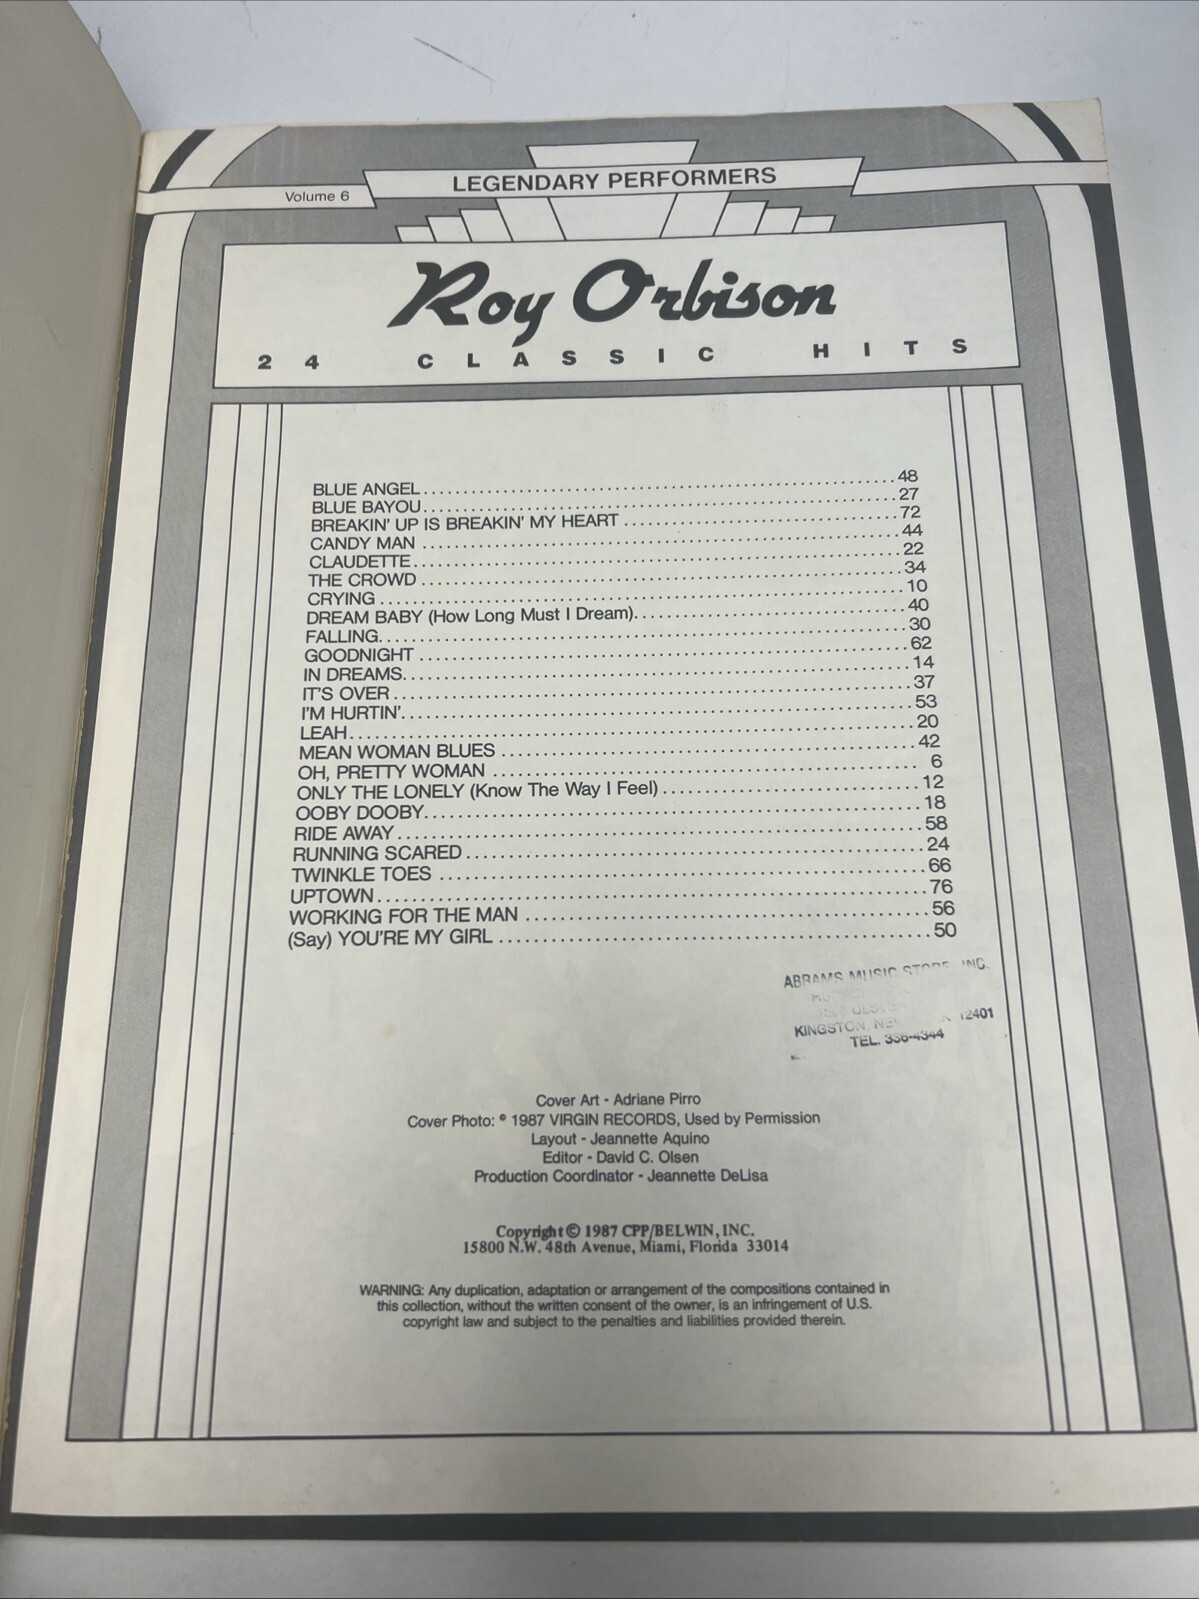 Volume 6
LEGENDARY PERFORMERS
Roy Orbison
24 CLASSIC HITS
BLUE ANGEL 48
BLUE BAYOU 27
BREAKIN' UP IS BREAKIN' MY HEART 72
CANDY MAN 44
CLAUDETTE 22
THE CROWD 34
CRYING 10
DREAM BABY (How Long Must I Dream) 40
FALLING 30
GOODNIGHT 62
IN DREAMS 14
IT'S OVER 37
I'M HURTIN' 53
LEAH 20
MEAN WOMAN BLUES 42
OH, PRETTY WOMAN 6
ONLY THE LONELY (Know The Way I Feel) 12
OOBY DOOBY 18
RIDE AWAY 58
RUNNING SCARED 24
TWINKLE TOES 66
UPTOWN 76
WORKING FOR THE MAN 56
(Say) YOU'RE MY GIRL 50
ABRAMS MUSIC STORE, INC.
KINGSTON, 12401
TEL. 336-4344
Cover Art - Adriane Pirro
Cover Photo: © 1987 VIRGIN RECORDS, Used by Permission
Layout - Jeannette Aquino
Editor - David C. Olsen
Production Coordinator - Jeannette DeLisa
Copyright © 1987 CPP/BELWIN, INC.
15800 N.W. 48th Avenue, Miami, Florida 33014
WARNING: Any duplication, adaptation or arrangement of the compositions contained in
this collection, without the written consent of the owner, is an infringement of U.S.
copyright law and subject to the penalties and liabilities provided therein.